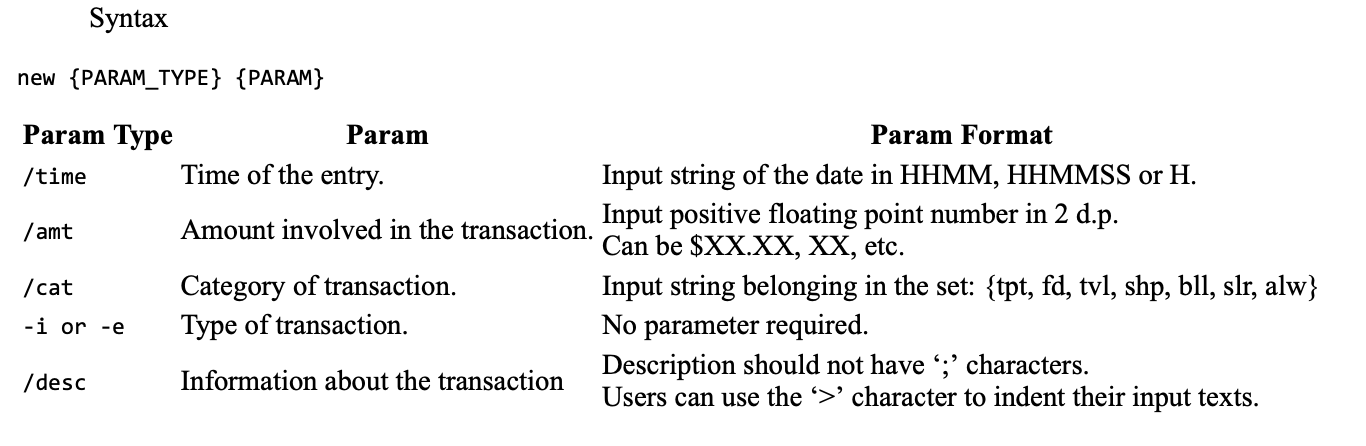 Syntax
new {PARAM_TYPE} {PARAM}
Param Type Param Param Format
/time Time of the entry. Input string of the date in HHMM, HHMMSS or H.
/amt Amount involved in the transaction. Input positive floating point number in 2 d.p.
Can be $XX.XX, XX, etc.
/cat Category of transaction. Input string belonging in the set: {tpt, fd, tvl, shp, bll, slr, alw}
-i or -e Type of transaction. No parameter required.
/desc Information about the transaction Description should not have ‘;’ characters.
Users can use the ‘>’ character to indent their input texts.